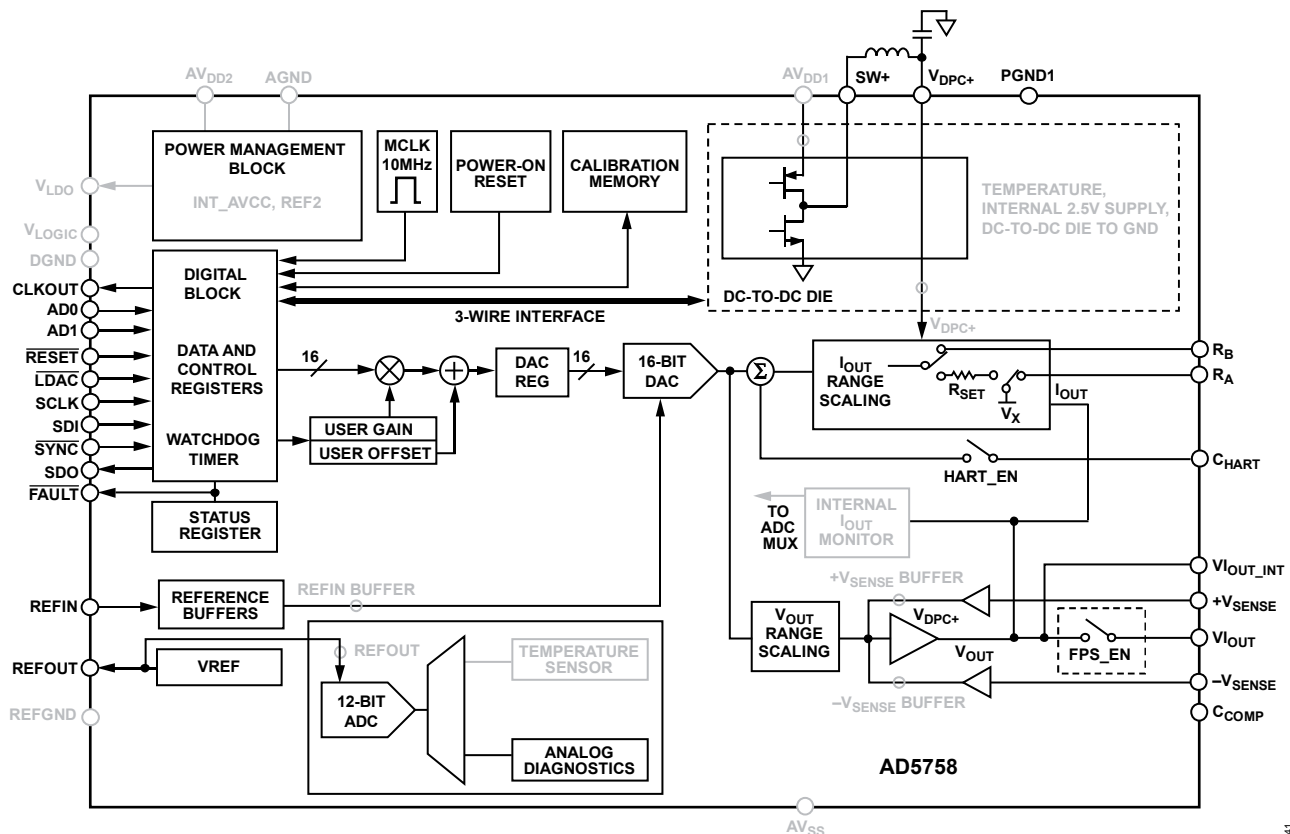 AVDD2
AGND
AVDD1
SW+
VDPC+
PGND1
POWER MANAGEMENT
BLOCK
INT_AVCC, REF2
MCLK
10MHz
POWER-ON
RESET
CALIBRATION
MEMORY
TEMPERATURE,
INTERNAL 2.5V SUPPLY,
DC-TO-DC DIE TO GND
DC-TO-DC DIE
VLDO
VLOGIC
DGND
CLKOUT
AD0
AD1
RESET
LDAC
SCLK
SDI
SYNC
SDO
FAULT
DIGITAL
BLOCK
DATA AND
CONTROL
REGISTERS
WATCHDOG
TIMER
STATUS
REGISTER
3-WIRE INTERFACE
16
USER GAIN
USER OFFSET
DAC
REG
16
16-BIT
DAC
Σ
VDPC+
IOUT
RANGE
SCALING
RSET
VX
IOUT
RB
RA
HART_EN
CHART
TO
ADC
MUX
INTERNAL
IOUT
MONITOR
REFIN
REFERENCE
BUFFERS
REFIN BUFFER
REFOUT
VREF
REFGND
REFOUT
12-BIT
ADC
TEMPERATURE
SENSOR
ANALOG
DIAGNOSTICS
VOUT
RANGE
SCALING
+VSENSE BUFFER
VDPC+
VOUT
–VSENSE BUFFER
FPS_EN
VIOUT_INT
+VSENSE
VIOUT
–VSENSE
CCOMP
AD5758
AVSS